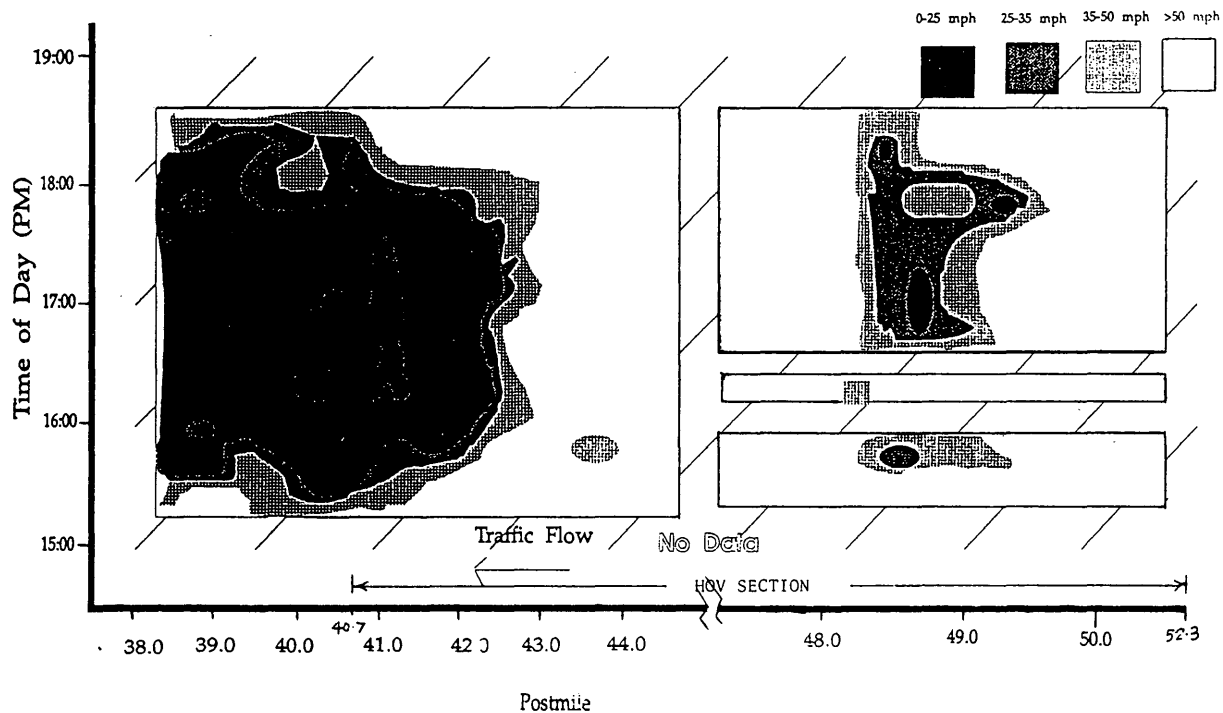 0-25 mph 25-35 mph 35-50 mph >50 mph
19:00
18:00
17:00
16:00
15:00
Time of Day (PM)
Traffic Flow
No Data
HOV SECTION
38.0 39.0 40.0 40.7 41.0 42.0 43.0 44.0 48.0 49.0 50.0 52.3
Postmile